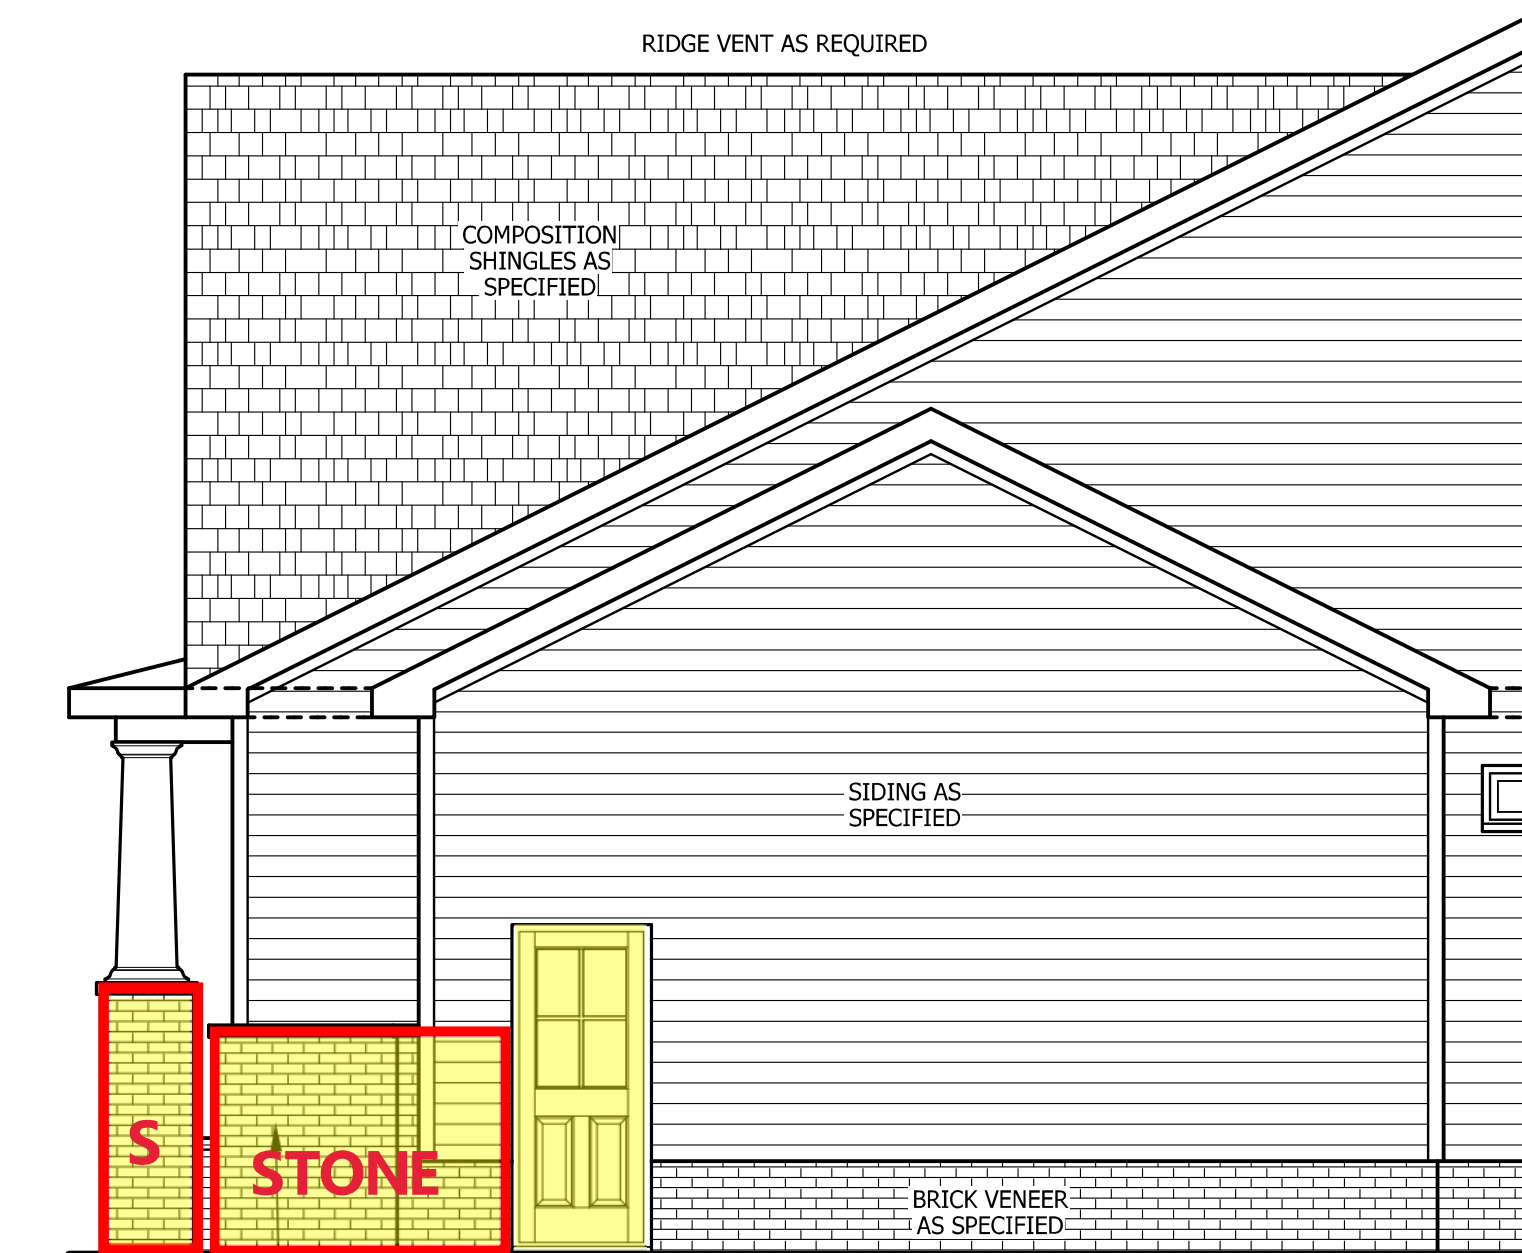 RIDGE VENT AS REQUIRED
COMPOSITION
SHINGLES AS
SPECIFIED
SIDING AS
SPECIFIED
S
STONE
BRICK VENEER
AS SPECIFIED